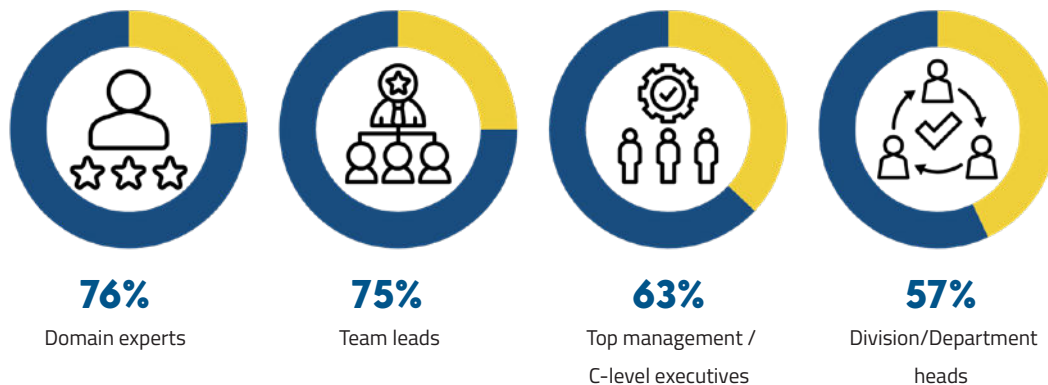 76%
Domain experts
75%
Team leads
63%
Top management /
C-level executives
57%
Division/Department
heads